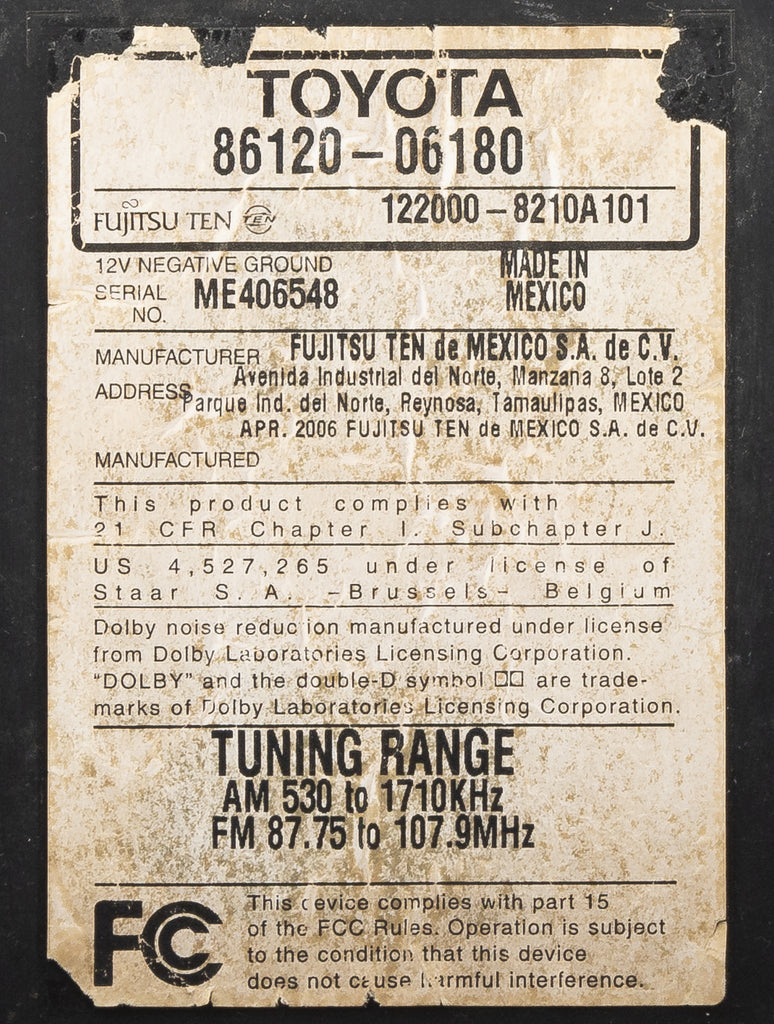 TOYOTA
86120-06180
FUJITSU TEN TEN 122000-8210A101
12V NEGATIVE GROUND
MADE IN
MEXICO
SERIAL NO. ME406548
MANUFACTURER FUJITSU TEN de MEXICO S.A. de C.V.
ADDRESS Avenida Industrial del Norte, Manzana 8, Lote 2
Parque Ind. del Norte, Reynosa, Tamaulipas, MEXICO
APR. 2006 FUJITSU TEN de MEXICO S.A. de C.V.
MANUFACTURED
This product complies with
21 CFR Chapter I. Subchapter J.
US 4,527,265 under license of
Staar S. A. -Brussels- Belgium
Dolby noise reduction manufactured under license
from Dolby Laboratories Licensing Corporation.
"DOLBY" and the double-D symbol □□ are trade-
marks of Dolby Laboratories Licensing Corporation.
TUNING RANGE
AM 530 to 1710KHz
FM 87.75 to 107.9MHz
FC This device complies with part 15
of the FCC Rules. Operation is subject
to the condition that this device
does not cause harmful interference.